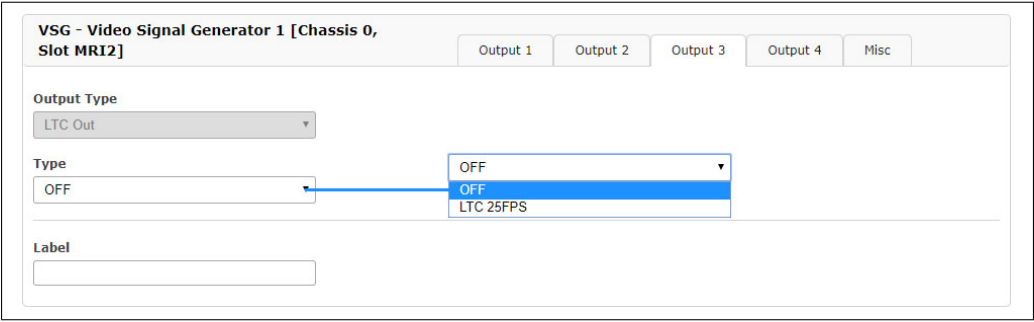 VSG - Video Signal Generator 1 [Chassis 0,
Slot MRI2]
Output 1
Output 2
Output 3
Output 4
Misc
Output Type
LTC Out
Type
OFF
OFF
OFF
LTC 25FPS
Label